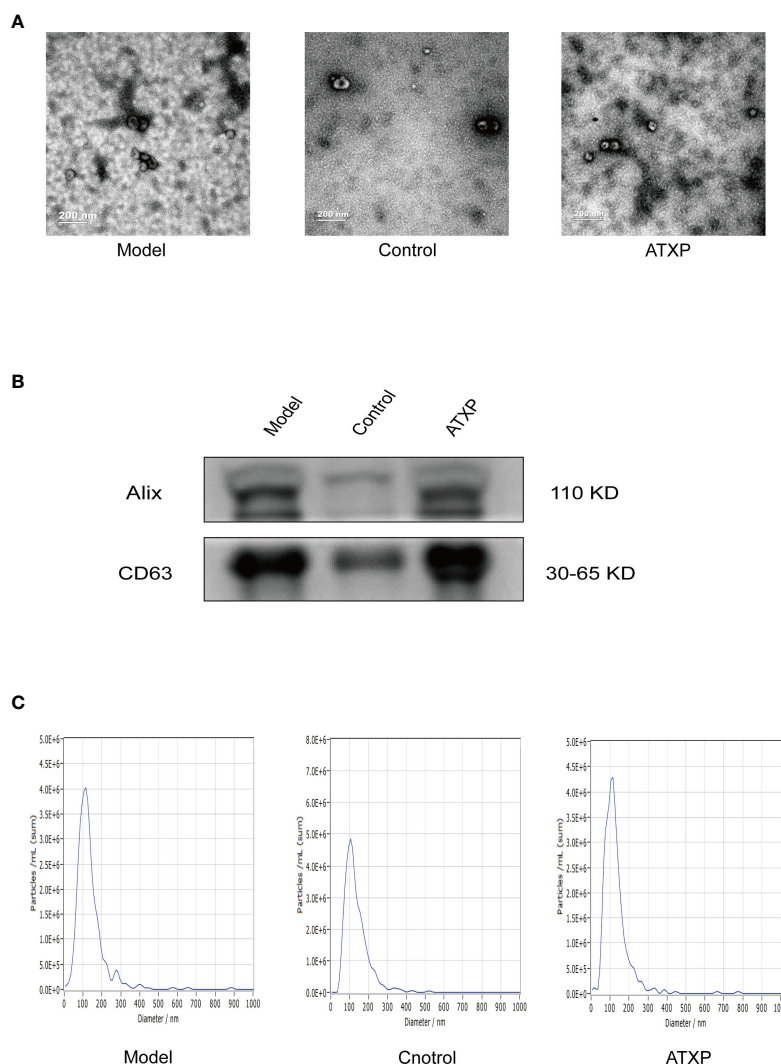 A
200 nm
200 nm
200 nm
Model
Control
ATXP
B
Model
Control
ATXP
Alix
110 KD
CD63
30-65 KD
C
5.0E+6
4.5E+6
4.0E+6
3.5E+6
3.0E+6
2.5E+6
2.0E+6
1.5E+6
1.0E+6
5.0E+5
0.0E+0
Particles /mL (sum)
0 100 200 300 400 500 600 700 800 900 1000
Diameter / nm
Model
8.0E+6
7.0E+6
6.0E+6
5.0E+6
4.0E+6
3.0E+6
2.0E+6
1.0E+6
0.0E+0
Particles /mL (sum)
0 100 200 300 400 500 600 700 800 900 1000
Diameter / nm
Cnotrol
5.0E+6
4.5E+6
4.0E+6
3.5E+6
3.0E+6
2.5E+6
2.0E+6
1.5E+6
1.0E+6
5.0E+5
0.0E+0
Particles /mL (sum)
0 100 200 300 400 500 600 700 800 900
Diameter / nm
ATXP